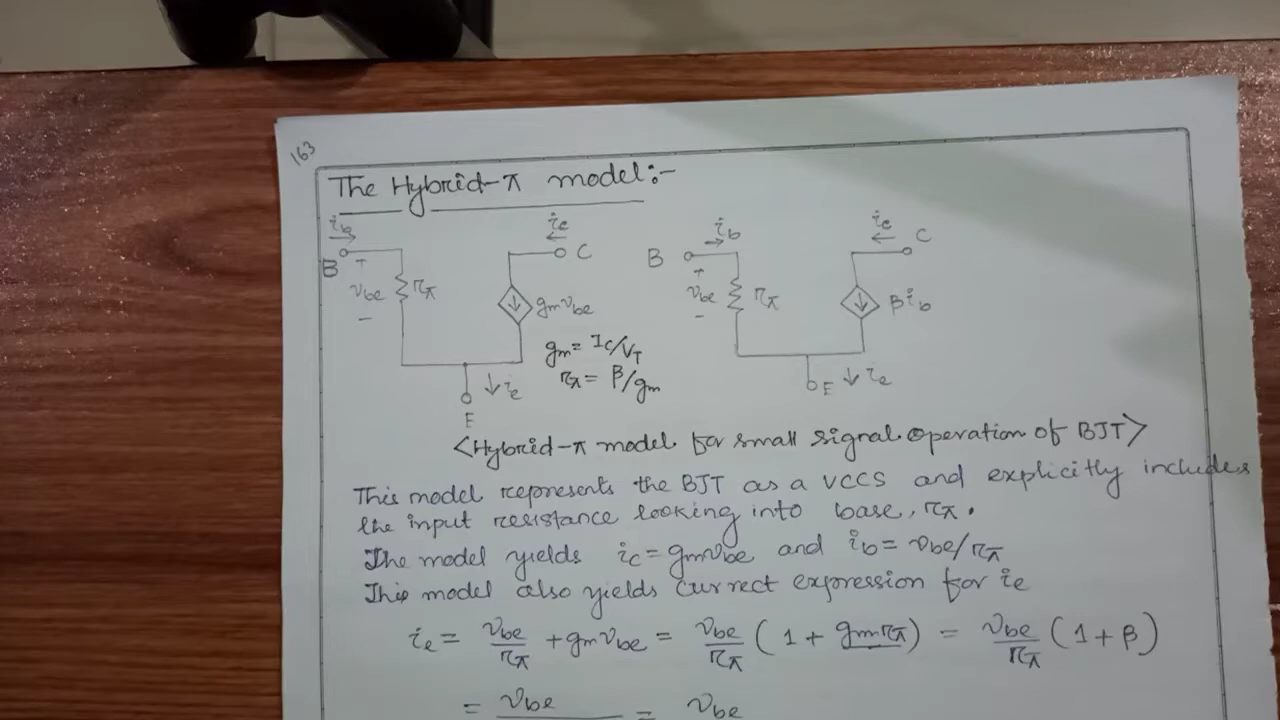 163
The Hybrid-π model:-
ib ic ib ic
B + C B + C
vbe rπ gmvbe vbe rπ βib
- -
gm = Ic/VT
rπ = β/gm
ie ie
E E
<Hybrid-π model for small signal operation of BJT>
This model represents the BJT as a VCCS and explicitly includes
the input resistance looking into base, rπ.
The model yields ic = gmvbe and ib = vbe/rπ
This model also yields current expression for ie
ie = vbe/rπ + gmvbe = vbe/rπ (1 + gmrπ) = vbe/rπ (1 + β)
= vbe = vbe